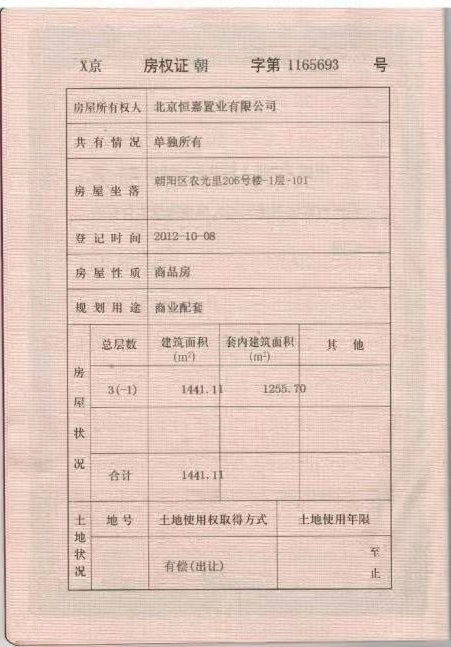 X京 房权证 朝 字第 1165693 号
房屋所有权人 北京恒嘉置业有限公司
共有情况 单独所有
房屋坐落 朝阳区农光里206号楼-1层-101
登记时间 2012-10-08
房屋性质 商品房
规划用途 商业配套
房屋状况
总层数 建筑面积(m²) 套内建筑面积(m²) 其他
3(-1) 1441.11 1255.70
合计 1441.11
土地状况
地号 土地使用权取得方式 土地使用年限
有偿(出让) 至
止